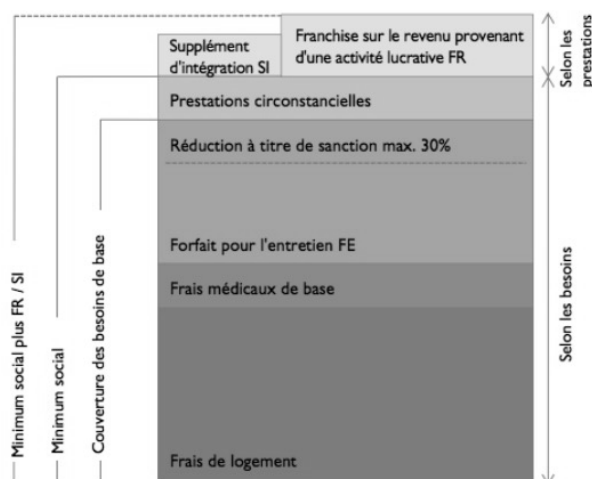 Supplément
d'intégration SI
Franchise sur le revenu provenant
d'une activité lucrative FR
Prestations circonstancielles
Réduction à titre de sanction max. 30%
Forfait pour l'entretien FE
Frais médicaux de base
Frais de logement
Minimum social plus FR / SI
Minimum social
Couverture des besoins de base
Selon les
prestations
Selon les besoins